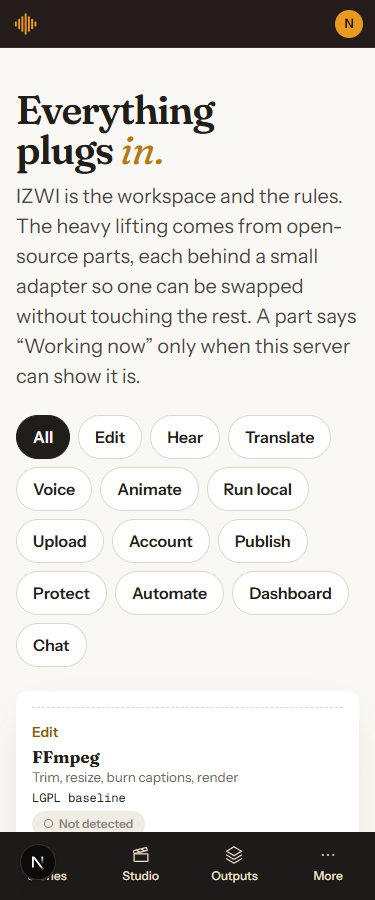 N
Everything
plugs in.
IZWI is the workspace and the rules.
The heavy lifting comes from open-
source parts, each behind a small
adapter so one can be swapped
without touching the rest. A part says
“Working now” only when this server
can show it is.
All
Edit
Hear
Translate
Voice
Animate
Run local
Upload
Account
Publish
Protect
Automate
Dashboard
Chat
Edit
FFmpeg
Trim, resize, burn captions, render
LGPL baseline
Not detected
N
Studio
Outputs
More